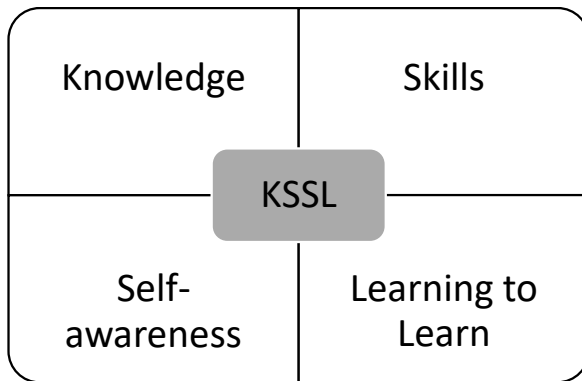 Knowledge
Skills
KSSL
Self-
awareness
Learning to
Learn